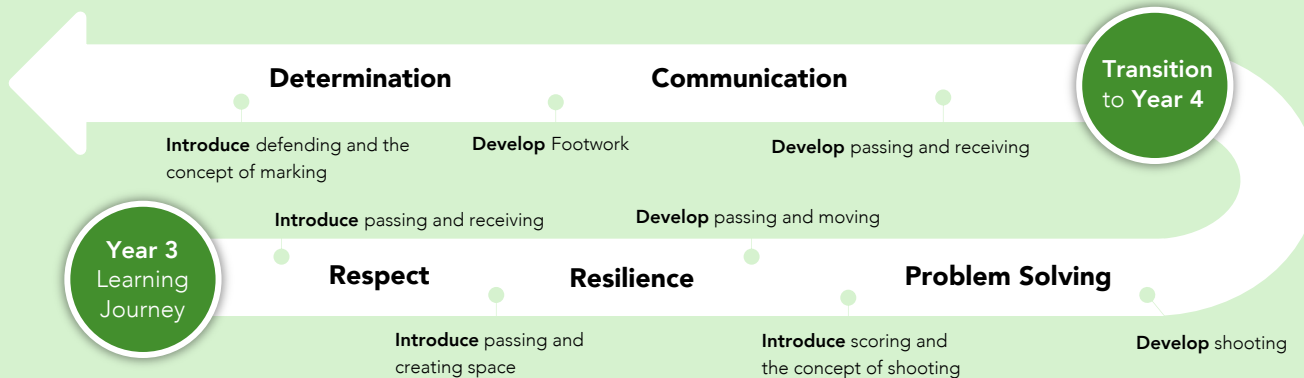 Determination
Communication
Transition
to Year 4
Introduce defending and the
concept of marking
Develop Footwork
Develop passing and receiving
Introduce passing and receiving
Develop passing and moving
Year 3
Learning
Journey
Respect
Resilience
Problem Solving
Introduce passing and
creating space
Introduce scoring and
the concept of shooting
Develop shooting